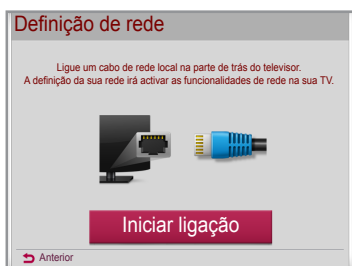 Definição de rede
Ligue um cabo de rede local na parte de trás do televisor.
A definição da sua rede irá activar as funcionalidades de rede na sua TV.
Iniciar ligação
Anterior